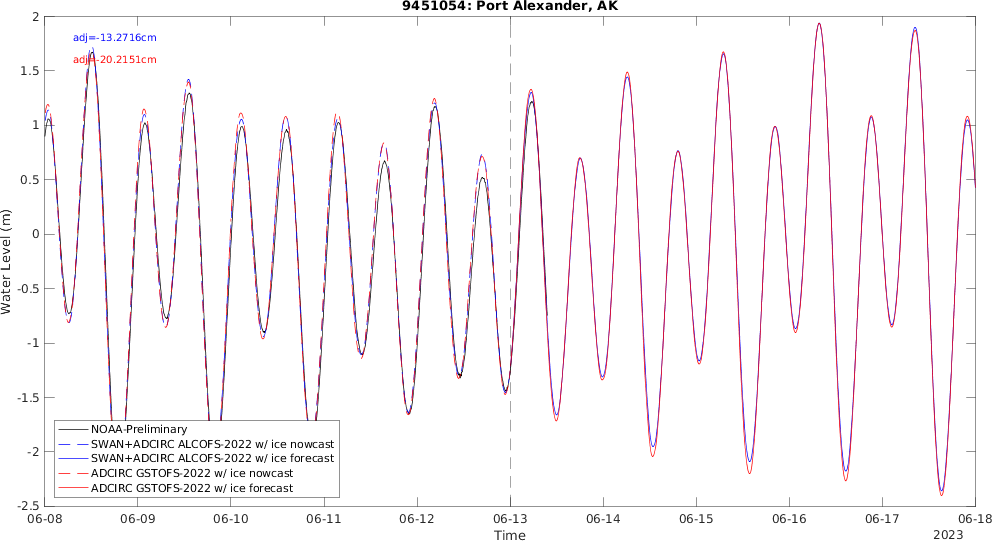 9451054: Port Alexander, AK
adj=-13.2716cm
adj=-20.2151cm
Water Level (m)
2
1.5
1
0.5
0
-0.5
-1
-1.5
-2
-2.5
NOAA-Preliminary
SWAN+ADCIRC ALCOFS-2022 w/ ice nowcast
SWAN+ADCIRC ALCOFS-2022 w/ ice forecast
ADCIRC GSTOFS-2022 w/ ice nowcast
ADCIRC GSTOFS-2022 w/ ice forecast
06-08 06-09 06-10 06-11 06-12 06-13 06-14 06-15 06-16 06-17 06-18
Time
2023